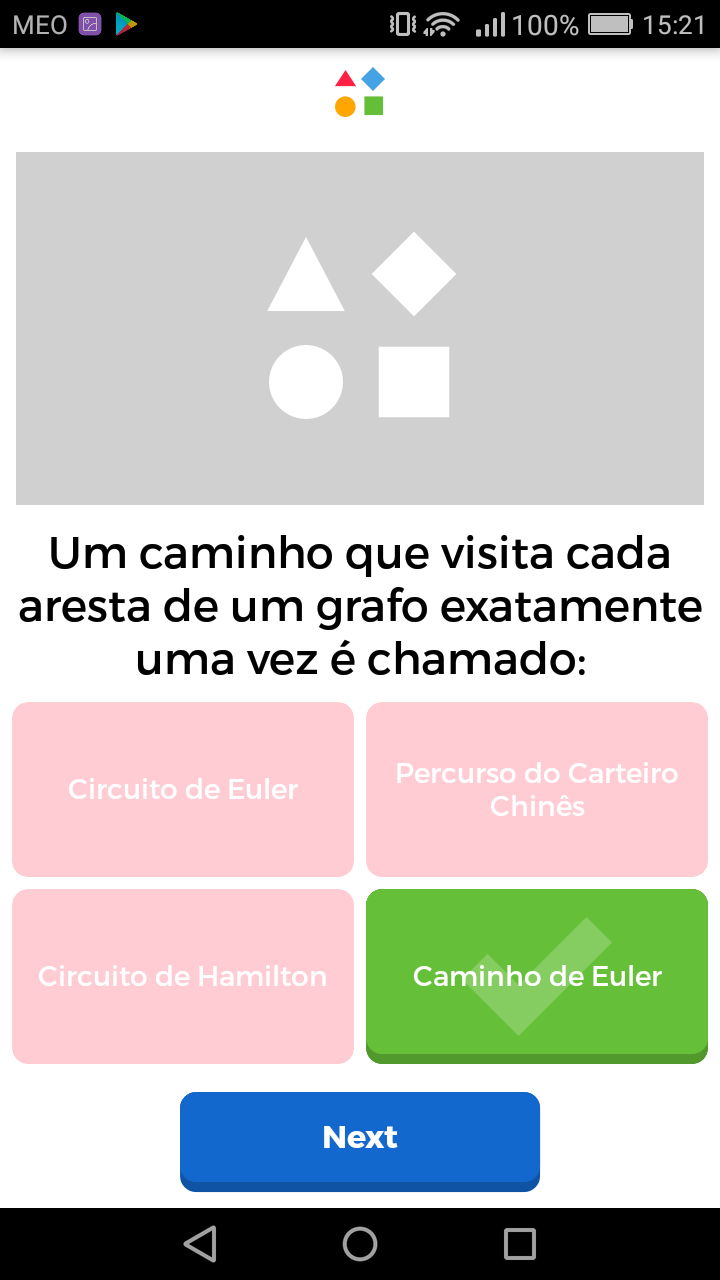 MEO 100% 15:21
Um caminho que visita cada
aresta de um grafo exatamente
uma vez é chamado:
Circuito de Euler
Percurso do Carteiro
Chinês
Circuito de Hamilton
Caminho de Euler
Next